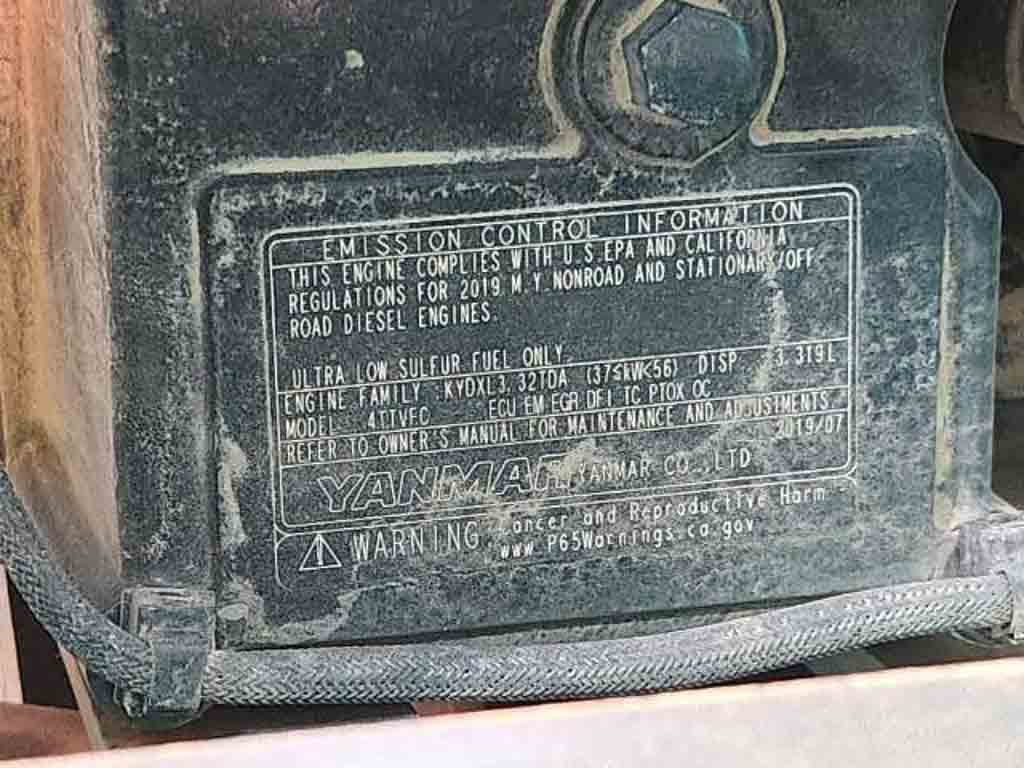 EMISSION CONTROL INFORMATION
THIS ENGINE COMPLIES WITH U.S.EPA AND CALIFORNIA
REGULATIONS FOR 2019 M.Y. NONROAD AND STATIONARY/OFF
ROAD DIESEL ENGINES.
ULTRA LOW SULFUR FUEL ONLY.
ENGINE FAMILY KYDXL3.32TDA (37≤kW<56) DISP. 3.319L
MODEL ECU EM EGR DFI TC PTOX OC
REFER TO OWNER'S MANUAL FOR MAINTENANCE AND ADJUSTMENTS.
2019/07
YANMAR YANMAR CO.,LTD
WARNING Cancer and Reproductive Harm -
www.P65Warnings.ca.gov